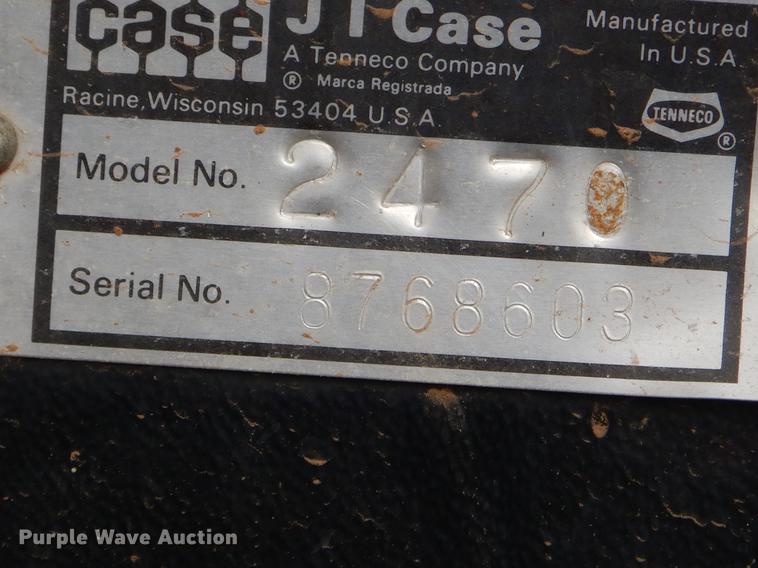 case J I Case
A Tenneco Company
® Marca Registrada
Racine, Wisconsin 53404 U.S.A
Manufactured
In U.S.A.
TENNECO ®
Model No. 2470
Serial No. 8768603
Purple Wave Auction